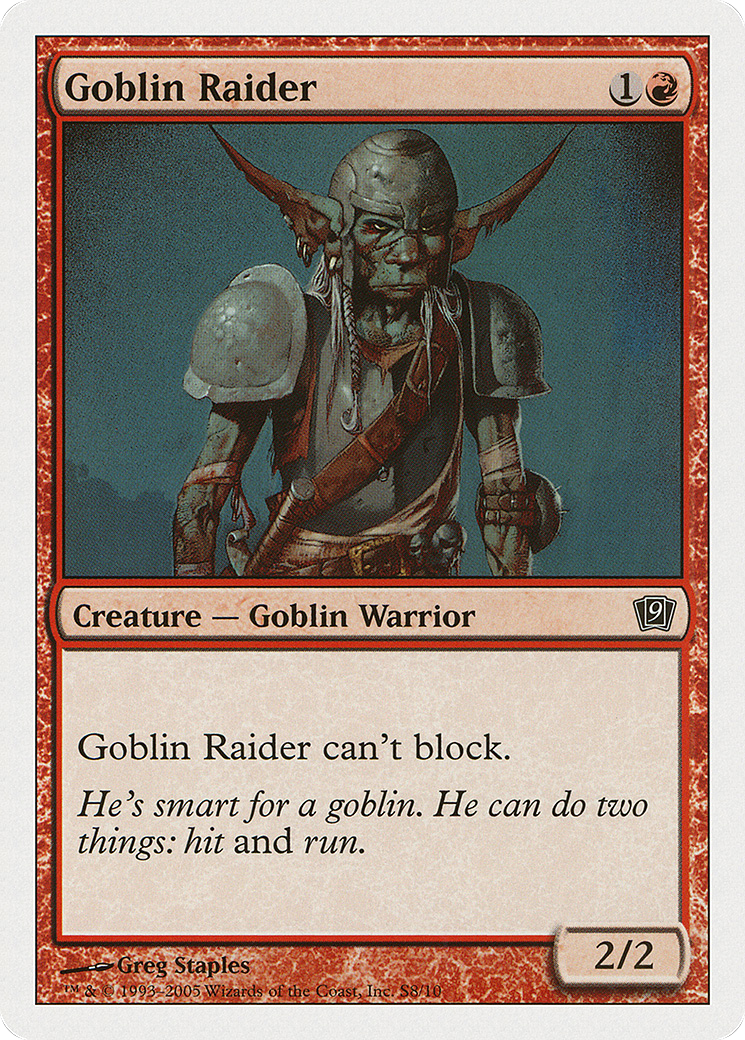 Goblin Raider 1
Creature — Goblin Warrior 9
Goblin Raider can't block.
He's smart for a goblin. He can do two
things: hit and run.
2/2
Greg Staples
™ & © 1993–2005 Wizards of the Coast, Inc. S8/10